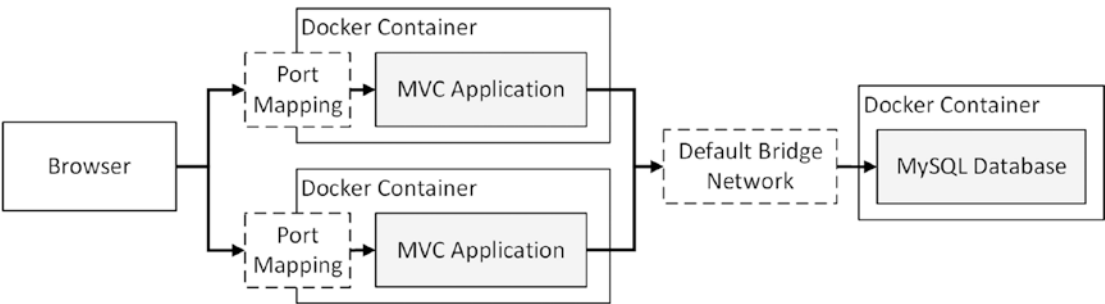 Browser
Docker Container
Port
Mapping
MVC Application
Docker Container
Port
Mapping
MVC Application
Default Bridge
Network
Docker Container
MySQL Database